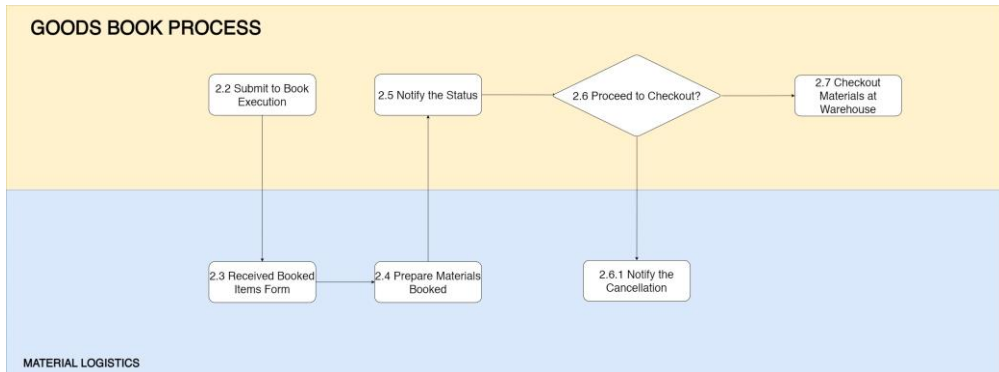 GOODS BOOK PROCESS
2.2 Submit to Book
Execution
2.5 Notify the Status
2.6 Proceed to Checkout?
2.7 Checkout
Materials at
Warehouse
2.3 Received Booked
Items Form
2.4 Prepare Materials
Booked
2.6.1 Notify the
Cancellation
MATERIAL LOGISTICS